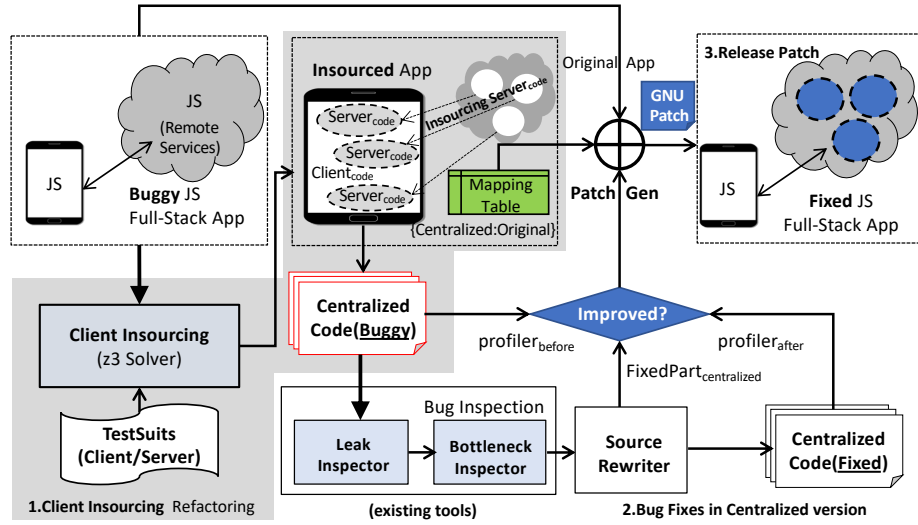 JS
(Remote
Services)
JS
Buggy JS
Full-Stack App
Insourced App
Server code
Server code
Client code
Server code
Insourcing Server code
Mapping
Table
{Centralized:Original}
Original App
GNU
Patch
Patch Gen
3.Release Patch
JS
Fixed JS
Full-Stack App
Client Insourcing
(z3 Solver)
TestSuits
(Client/Server)
1.Client Insourcing Refactoring
Centralized
Code(Buggy)
Improved?
profiler before
profiler after
FixedPart centralized
Bug Inspection
Leak
Inspector
Bottleneck
Inspector
(existing tools)
Source
Rewriter
Centralized
Code(Fixed)
2.Bug Fixes in Centralized version